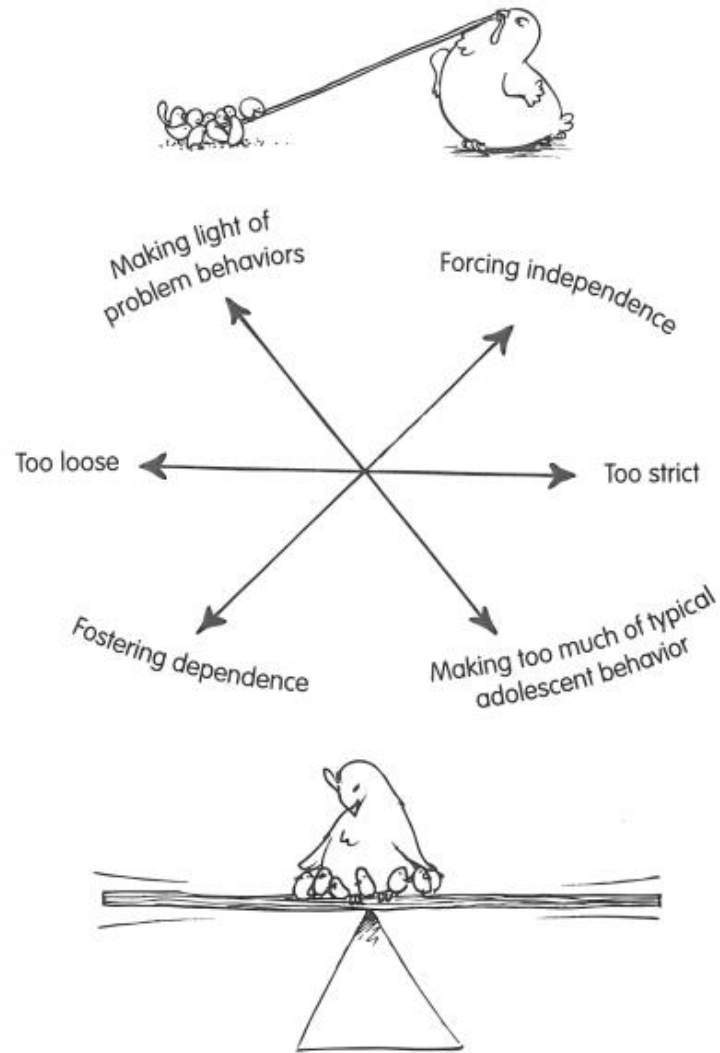 Making light of
problem behaviors
Forcing independence
Too loose
Too strict
Fostering dependence
Making too much of typical
adolescent behavior